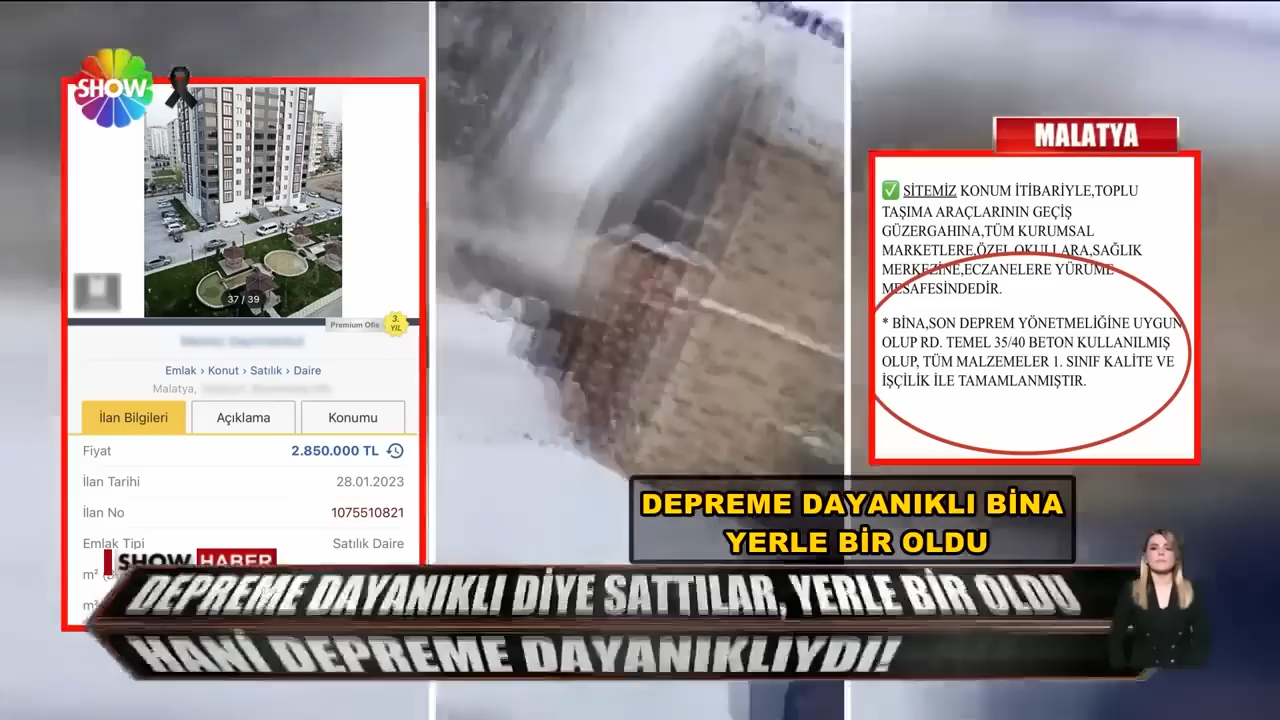 SHOW
MALATYA
37 / 39
Premium Ofis
3.
YIL
Emlak › Konut › Satılık › Daire
Malatya,
İlan Bilgileri
Açıklama
Konumu
Fiyat
2.850.000 TL
İlan Tarihi
28.01.2023
İlan No
1075510821
Emlak Tipi
Satılık Daire
m²
✅ SİTEMİZ KONUM İTİBARİYLE,TOPLU
TAŞIMA ARAÇLARININ GEÇİŞ
GÜZERGAHINA,TÜM KURUMSAL
MARKETLERE,ÖZEL OKULLARA,SAĞLIK
MERKEZİNE,ECZANELERE YÜRÜME
MESAFESİNDEDİR.
* BİNA,SON DEPREM YÖNETMELİĞİNE UYGUN
OLUP RD. TEMEL 35/40 BETON KULLANILMIŞ
OLUP, TÜM MALZEMELER 1. SINIF KALİTE VE
İŞÇİLİK İLE TAMAMLANMIŞTIR.
DEPREME DAYANIKLI BİNA
YERLE BİR OLDU
SHOW HABER
DEPREME DAYANIKLI DİYE SATTILAR, YERLE BİR OLDU
HANİ DEPREME DAYANIKLIYDI!